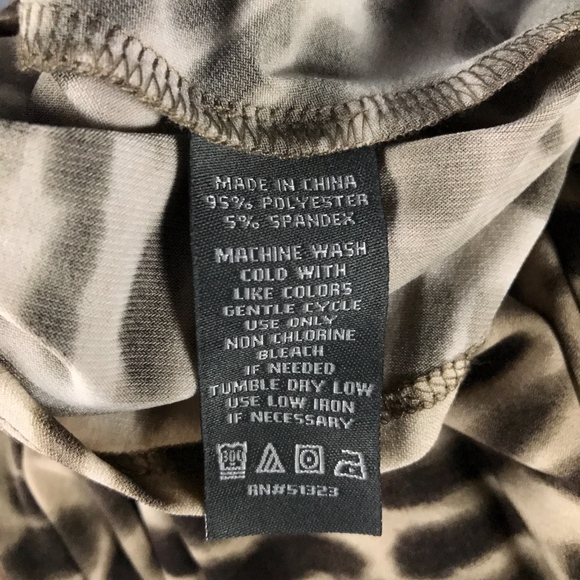 MADE IN CHINA
95% POLYESTER
5% SPANDEX
MACHINE WASH
COLD WITH
LIKE COLORS
GENTLE CYCLE
USE ONLY
NON CHLORINE
BLEACH
IF NEEDED
TUMBLE DRY LOW
USE LOW IRON
IF NECESSARY
RN#51323